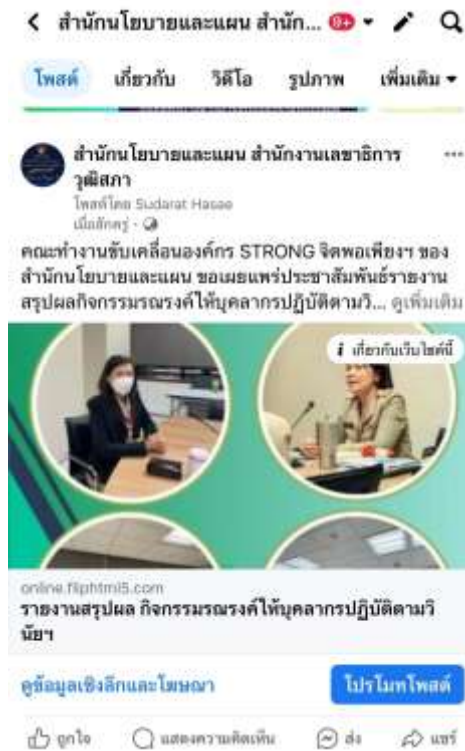 สำนักนโยบายและแผน สำนัก... 9+
โพสต์ เกี่ยวกับ วิดีโอ รูปภาพ เพิ่มเติม
สำนักนโยบายและแผน สำนักงานเลขาธิการ
วุฒิสภา
โพสต์โดย Sudarat Hasae
เมื่อสักครู่
คณะทำงานขับเคลื่อนองค์กร STRONG จิตพอเพียงฯ ของ
สำนักนโยบายและแผน ขอเผยแพร่ประชาสัมพันธ์รายงาน
สรุปผลกิจกรรมรณรงค์ให้บุคลากรปฏิบัติตามวิ... ดูเพิ่มเติม
i เกี่ยวกับเว็บไซต์นี้
online.fliphtml5.com
รายงานสรุปผล กิจกรรมรณรงค์ให้บุคลากรปฏิบัติตามวิ
นัยฯ
ดูข้อมูลเชิงลึกและโฆษณา โปรโมทโพสต์
ถูกใจ แสดงความคิดเห็น ส่ง แชร์